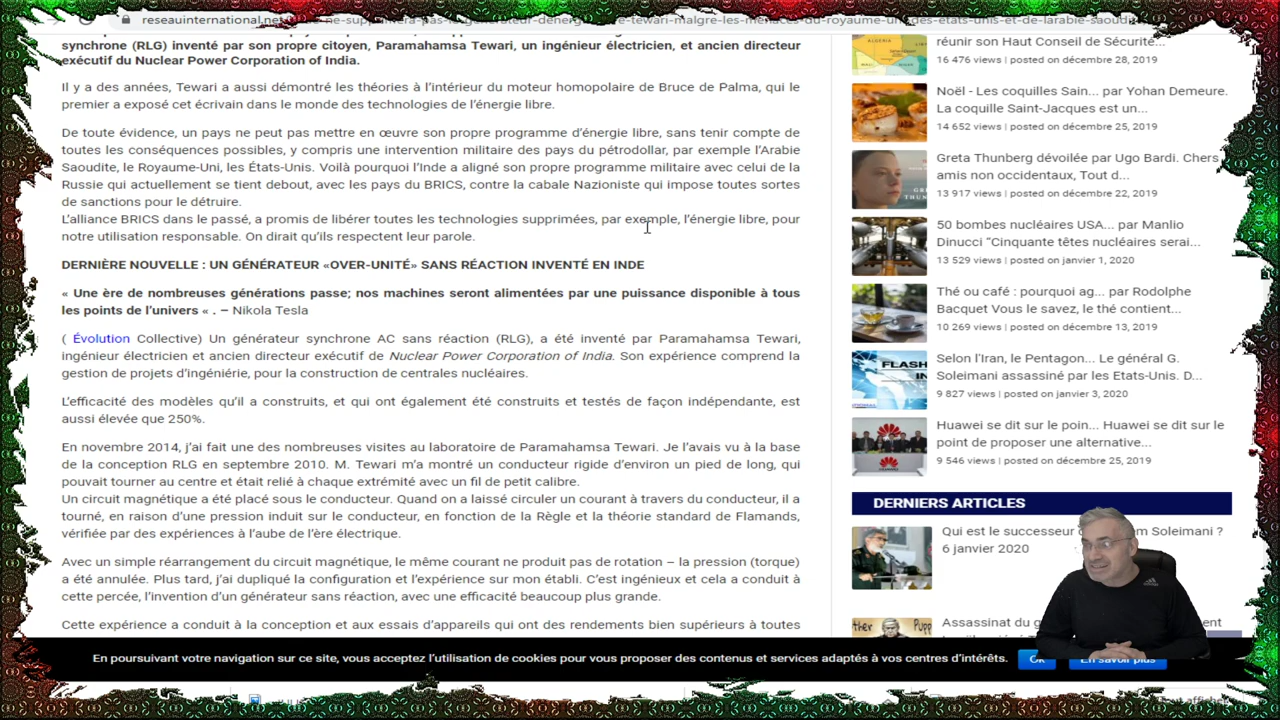 reseauinternational.net
synchrone (RLG) inventé par son propre citoyen, Paramahamsa Tewari, un ingénieur électricien, et ancien directeur
exécutif du Nuclear Power Corporation of India.
Il y a des années, Tewari a aussi démontré les théories à l'intérieur du moteur homopolaire de Bruce de Palma, qui le
premier a exposé cet écrivain dans le monde des technologies de l'énergie libre.
De toute évidence, un pays ne peut pas mettre en œuvre son propre programme d'énergie libre, sans tenir compte de
toutes les conséquences possibles, y compris une intervention militaire des pays du pétrodollar, par exemple l'Arabie
Saoudite, le Royaume-Uni, les États-Unis. Voilà pourquoi l'Inde a aligné son propre programme militaire avec celui de la
Russie qui actuellement se tient debout, avec les pays du BRICS, contre la cabale Nazioniste qui impose toutes sortes
de sanctions pour le détruire.
L'alliance BRICS dans le passé, a promis de libérer toutes les technologies supprimées, par exemple, l'énergie libre, pour
notre utilisation responsable. On dirait qu'ils respectent leur parole.
DERNIÈRE NOUVELLE : UN GÉNÉRATEUR «OVER-UNITÉ» SANS RÉACTION INVENTÉ EN INDE
« Une ère de nombreuses générations passe; nos machines seront alimentées par une puissance disponible à tous
les points de l'univers « . – Nikola Tesla
( Évolution Collective) Un générateur synchrone AC sans réaction (RLG), a été inventé par Paramahamsa Tewari,
ingénieur électricien et ancien directeur exécutif de Nuclear Power Corporation of India. Son expérience comprend la
gestion de projets d'ingénierie, pour la construction de centrales nucléaires.
L'efficacité des modèles qu'il a construits, et qui ont également été construits et testés de façon indépendante, est
aussi élevée que 250%.
En novembre 2014, j'ai fait une des nombreuses visites au laboratoire de Paramahamsa Tewari. Je l'avais vu à la base
de la conception RLG en septembre 2010. M. Tewari m'a montré un conducteur rigide d'environ un pied de long, qui
pouvait tourner au centre et était relié à chaque extrémité avec un fil de petit calibre.
Un circuit magnétique a été placé sous le conducteur. Quand on a laissé circuler un courant à travers du conducteur, il a
tourné, en raison d'une pression induit sur le conducteur, en fonction de la Règle et la théorie standard de Flamands,
vérifiée par des expériences à l'aube de l'ère électrique.
Avec un simple réarrangement du circuit magnétique, le même courant ne produit pas de rotation – la pression (torque)
a été annulée. Plus tard, j'ai dupliqué la configuration et l'expérience sur mon établi. C'est ingénieux et cela a conduit à
cette percée, l'invention d'un générateur sans réaction, avec une efficacité beaucoup plus grande.
Cette expérience a conduit à la conception et aux essais d'appareils qui ont des rendements bien supérieurs à toutes
réunir son Haut Conseil de Sécurité...
16 476 views | posted on décembre 28, 2019
Noël - Les coquilles Sain... par Yohan Demeure.
La coquille Saint-Jacques est un...
14 652 views | posted on décembre 25, 2019
Greta Thunberg dévoilée par Ugo Bardi. Chers
amis non occidentaux, Tout d...
13 917 views | posted on décembre 22, 2019
50 bombes nucléaires USA... par Manlio
Dinucci "Cinquante têtes nucléaires serai...
13 529 views | posted on janvier 1, 2020
Thé ou café : pourquoi ag... par Rodolphe
Bacquet Vous le savez, le thé contient...
10 269 views | posted on décembre 13, 2019
Selon l'Iran, le Pentagon... Le général G.
Soleimani assassiné par les Etats-Unis. D...
9 827 views | posted on janvier 3, 2020
Huawei se dit sur le poin... Huawei se dit sur le
point de proposer une alternative...
9 546 views | posted on décembre 25, 2019
DERNIERS ARTICLES
Qui est le successeur Soleimani ?
6 janvier 2020
Assassinat du
En poursuivant votre navigation sur ce site, vous acceptez l'utilisation de cookies pour vous proposer des contenus et services adaptés à vos centres d'intérêts.
Ok
En savoir plus